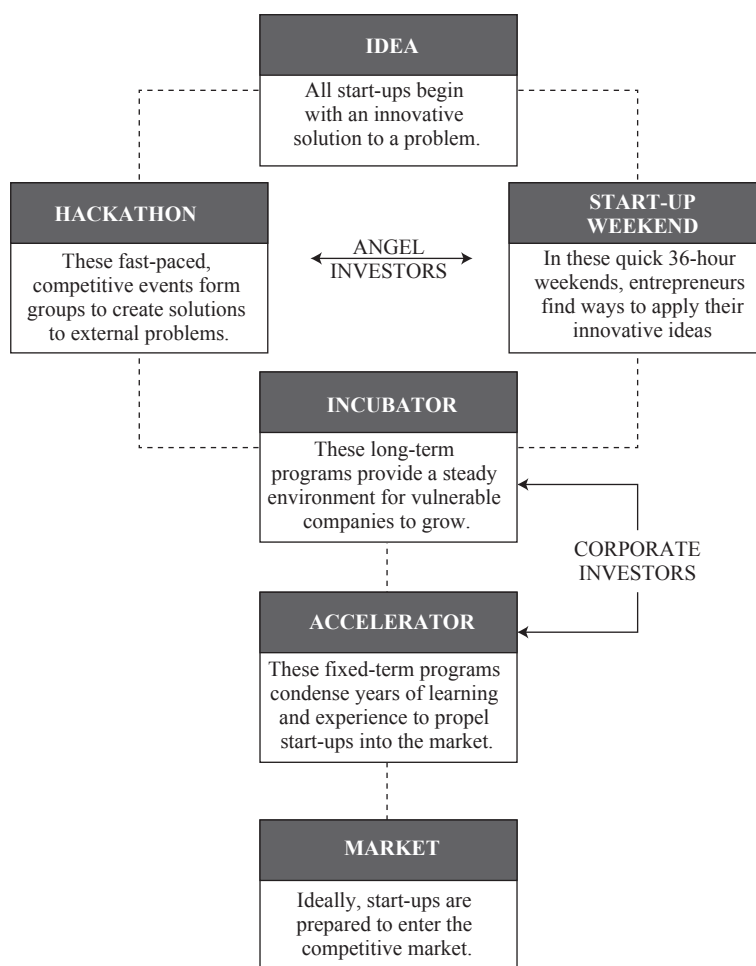 IDEA
All start-ups begin
with an innovative
solution to a problem.
HACKATHON
These fast-paced,
competitive events form
groups to create solutions
to external problems.
ANGEL
INVESTORS
START-UP
WEEKEND
In these quick 36-hour
weekends, entrepreneurs
find ways to apply their
innovative ideas
INCUBATOR
These long-term
programs provide a steady
environment for vulnerable
companies to grow.
CORPORATE
INVESTORS
ACCELERATOR
These fixed-term programs
condense years of learning
and experience to propel
start-ups into the market.
MARKET
Ideally, start-ups are
prepared to enter the
competitive market.